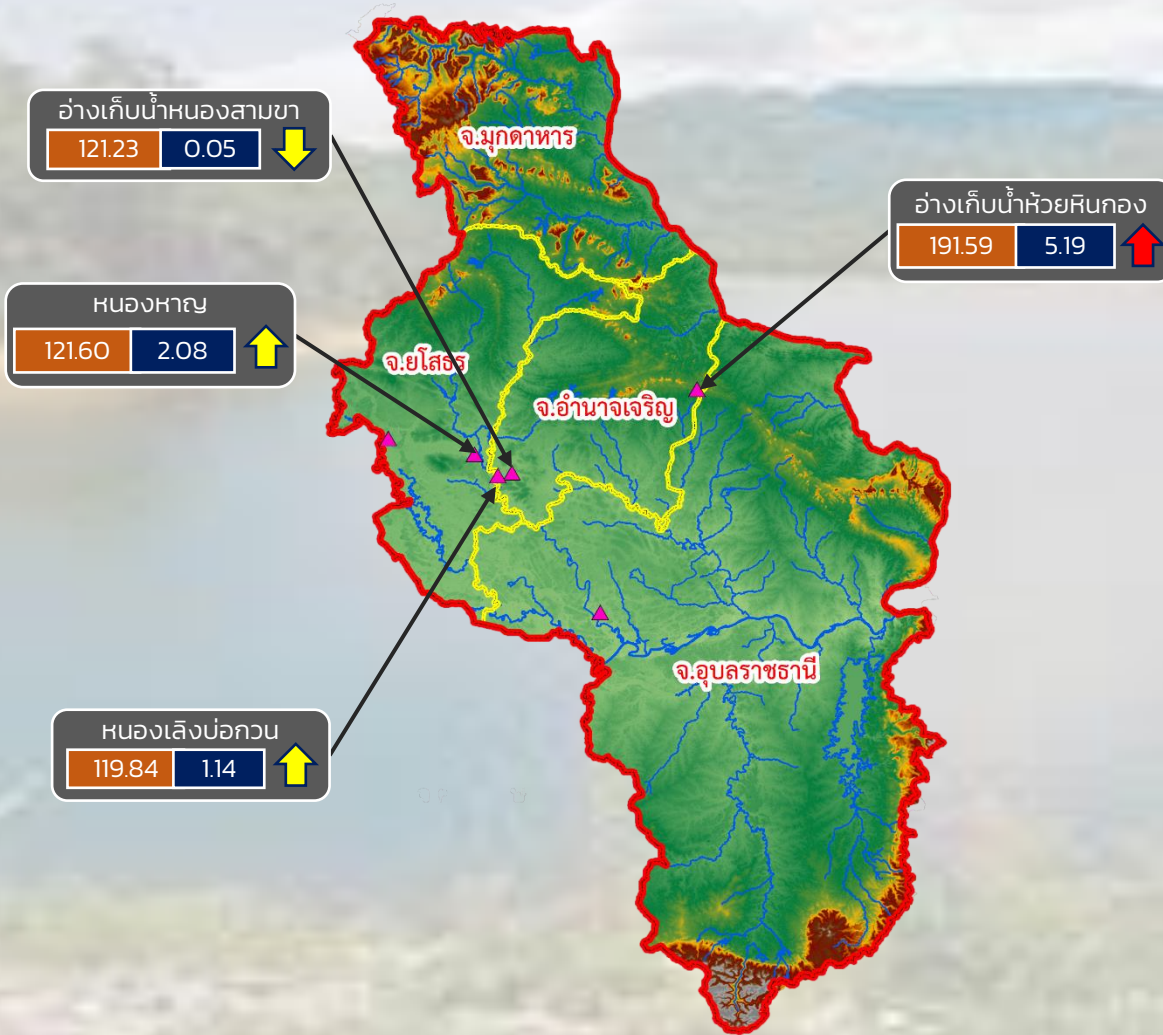 อ่างเก็บน้ำหนองสามขา
121.23 0.05
จ.มุกดาหาร
อ่างเก็บน้ำห้วยหินกอง
191.59 5.19
หนองหาญ
121.60 2.08
จ.ยโสธร
จ.อำนาจเจริญ
จ.อุบลราชธานี
หนองเลิงบ่อกวน
119.84 1.14